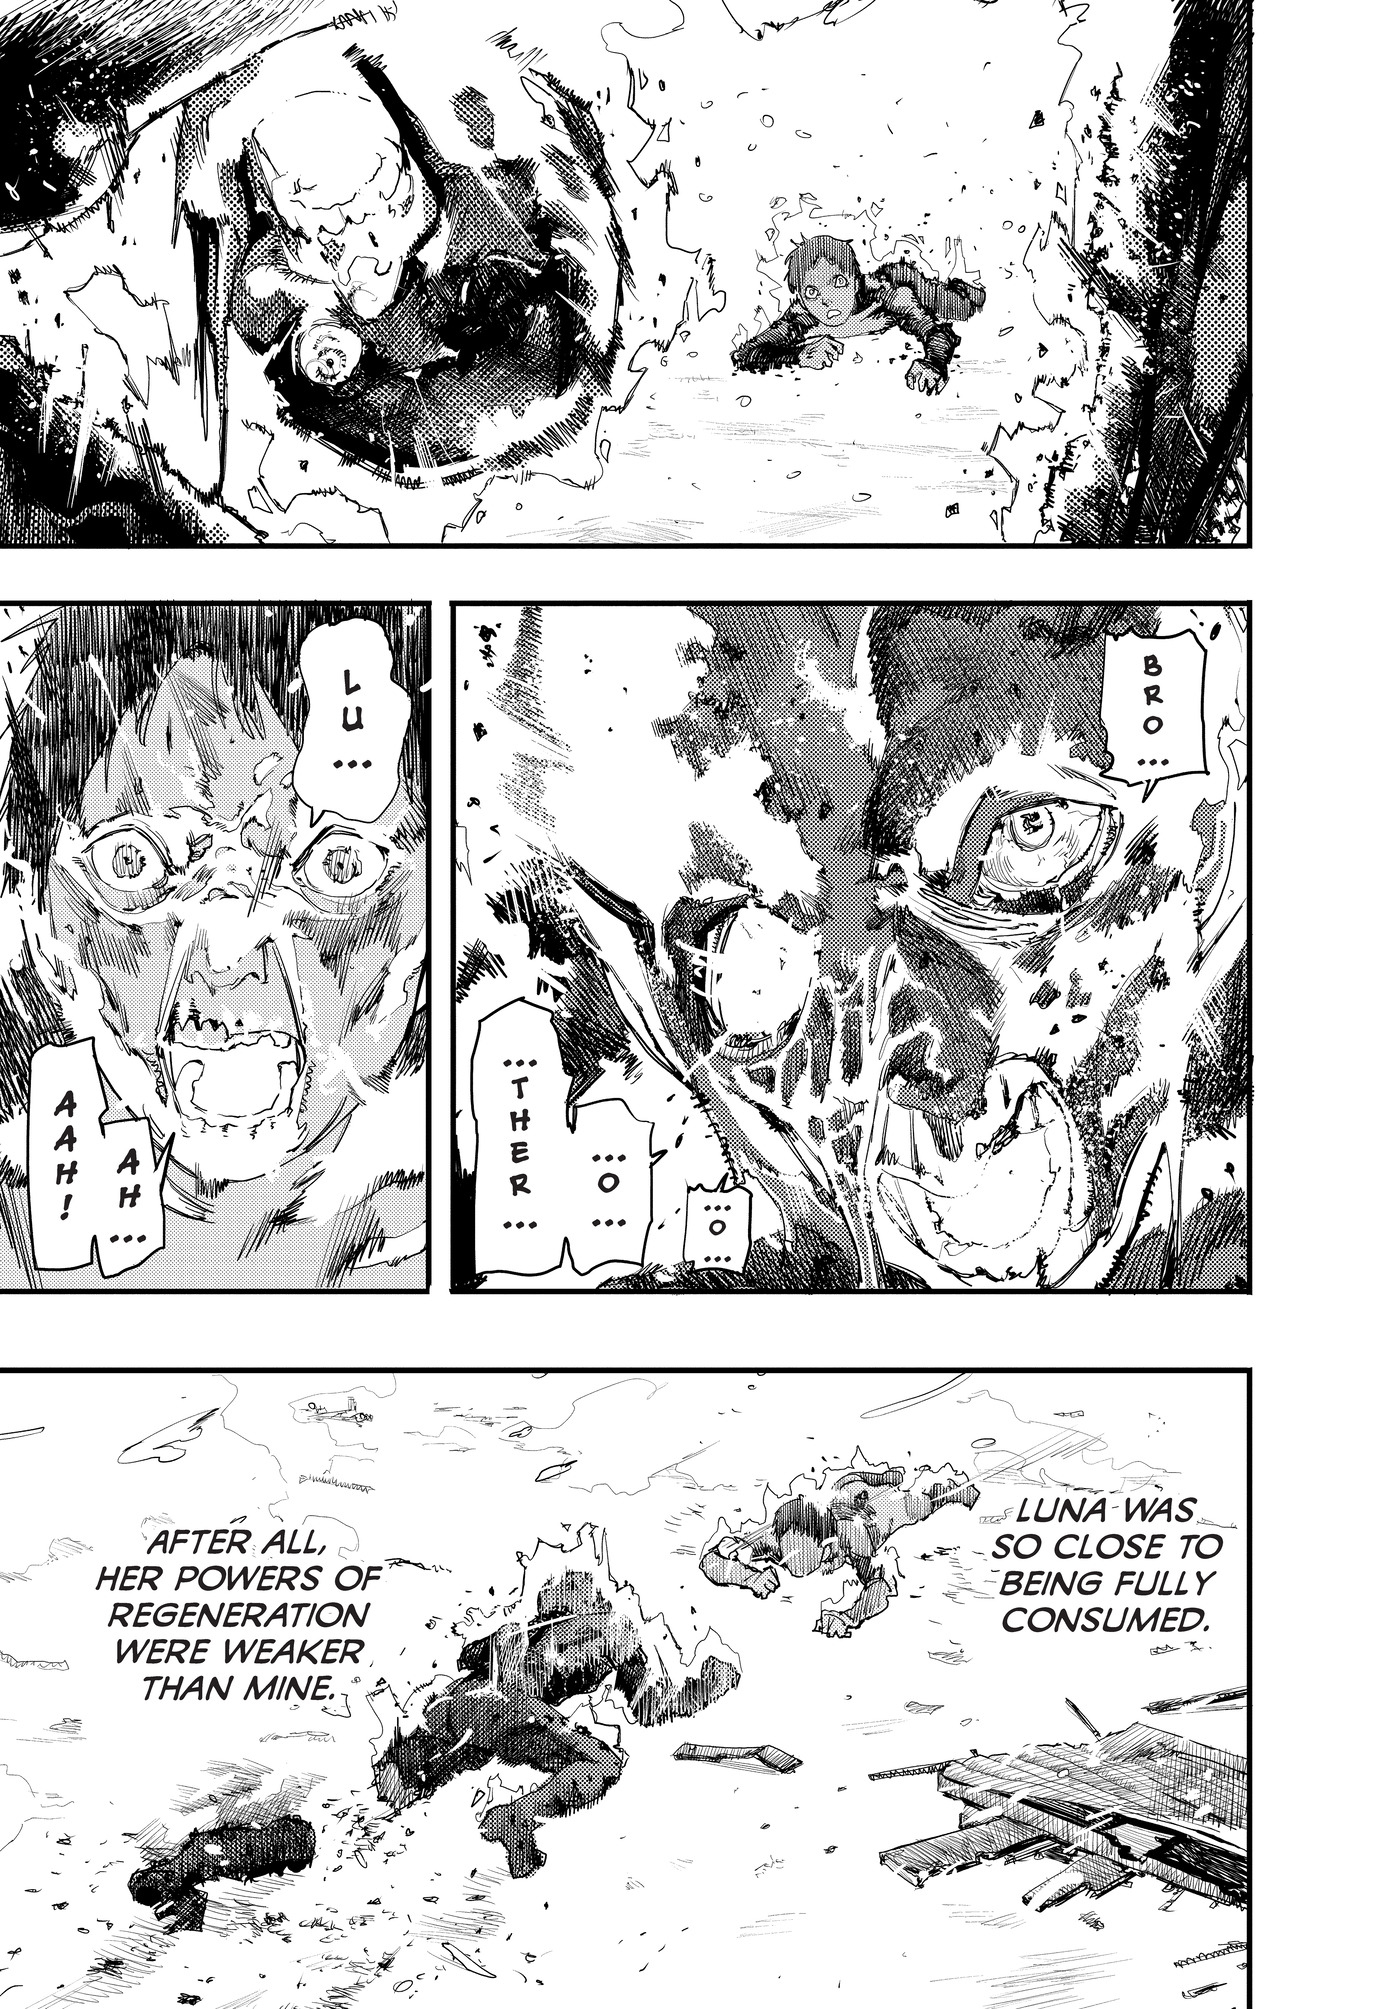 BRO...
...O...
...O...
...THER...
LU...
AH...
AAAH!
LUNA WAS
SO CLOSE TO
BEING FULLY
CONSUMED.
AFTER ALL,
HER POWERS OF
REGENERATION
WERE WEAKER
THAN MINE.